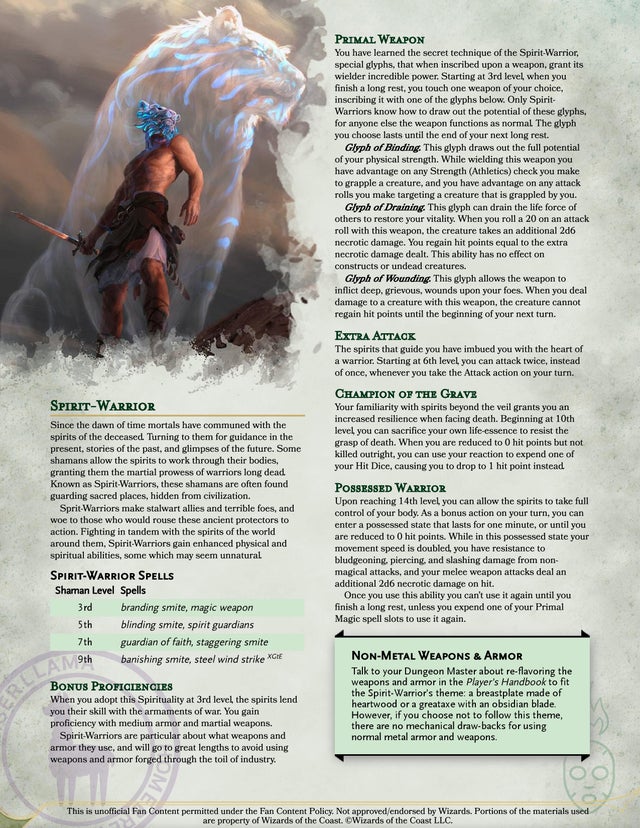 Spirit-Warrior
Since the dawn of time mortals have communed with the
spirits of the deceased. Turning to them for guidance in the
present, stories of the past, and glimpses of the future. Some
shamans allow the spirits to work through their bodies,
granting them the martial prowess of warriors long dead.
Known as Spirit-Warriors, these shamans are often found
guarding sacred places, hidden from civilization.
Sprit-Warriors make stalwart allies and terrible foes, and
woe to those who would rouse these ancient protectors to
action. Fighting in tandem with the spirits of the world
around them, Spirit-Warriors gain enhanced physical and
spiritual abilities, some which may seem unnatural.
Spirit-Warrior Spells
Shaman Level Spells
3rd branding smite, magic weapon
5th blinding smite, spirit guardians
7th guardian of faith, staggering smite
9th banishing smite, steel wind strike XGtE
Bonus Proficiencies
When you adopt this Spirituality at 3rd level, the spirits lend
you their skill with the armaments of war. You gain
proficiency with medium armor and martial weapons.
Spirit-Warriors are particular about what weapons and
armor they use, and will go to great lengths to avoid using
weapons and armor forged through the toil of industry.
Primal Weapon
You have learned the secret technique of the Spirit-Warrior,
special glyphs, that when inscribed upon a weapon, grant its
wielder incredible power. Starting at 3rd level, when you
finish a long rest, you touch one weapon of your choice,
inscribing it with one of the glyphs below. Only Spirit-
Warriors know how to draw out the potential of these glyphs,
for anyone else the weapon functions as normal. The glyph
you choose lasts until the end of your next long rest.
Glyph of Binding. This glyph draws out the full potential
of your physical strength. While wielding this weapon you
have advantage on any Strength (Athletics) check you make
to grapple a creature, and you have advantage on any attack
rolls you make targeting a creature that is grappled by you.
Glyph of Draining. This glyph can drain the life force of
others to restore your vitality. When you roll a 20 on an attack
roll with this weapon, the creature takes an additional 2d6
necrotic damage. You regain hit points equal to the extra
necrotic damage dealt. This ability has no effect on
constructs or undead creatures.
Glyph of Wounding. This glyph allows the weapon to
inflict deep, grievous, wounds upon your foes. When you deal
damage to a creature with this weapon, the creature cannot
regain hit points until the beginning of your next turn.
Extra Attack
The spirits that guide you have imbued you with the heart of
a warrior. Starting at 6th level, you can attack twice, instead
of once, whenever you take the Attack action on your turn.
Champion of the Grave
Your familiarity with spirits beyond the veil grants you an
increased resilience when facing death. Beginning at 10th
level, you can sacrifice your own life-essence to resist the
grasp of death. When you are reduced to 0 hit points but not
killed outright, you can use your reaction to expend one of
your Hit Dice, causing you to drop to 1 hit point instead.
Possessed Warrior
Upon reaching 14th level, you can allow the spirits to take full
control of your body. As a bonus action on your turn, you can
enter a possessed state that lasts for one minute, or until you
are reduced to 0 hit points. While in this possessed state your
movement speed is doubled, you have resistance to
bludgeoning, piercing, and slashing damage from non-
magical attacks, and your melee weapon attacks deal an
additional 2d6 necrotic damage on hit.
Once you use this ability you can't use it again until you
finish a long rest, unless you expend one of your Primal
Magic spell slots to use it again.
Non-Metal Weapons & Armor
Talk to your Dungeon Master about re-flavoring the
weapons and armor in the Player's Handbook to fit
the Spirit-Warrior's theme: a breastplate made of
heartwood or a greataxe with an obsidian blade.
However, if you choose not to follow this theme,
there are no mechanical draw-backs for using
normal metal armor and weapons.
This is unofficial Fan Content permitted under the Fan Content Policy. Not approved/endorsed by Wizards. Portions of the materials used
are property of Wizards of the Coast. ©Wizards of the Coast LLC.